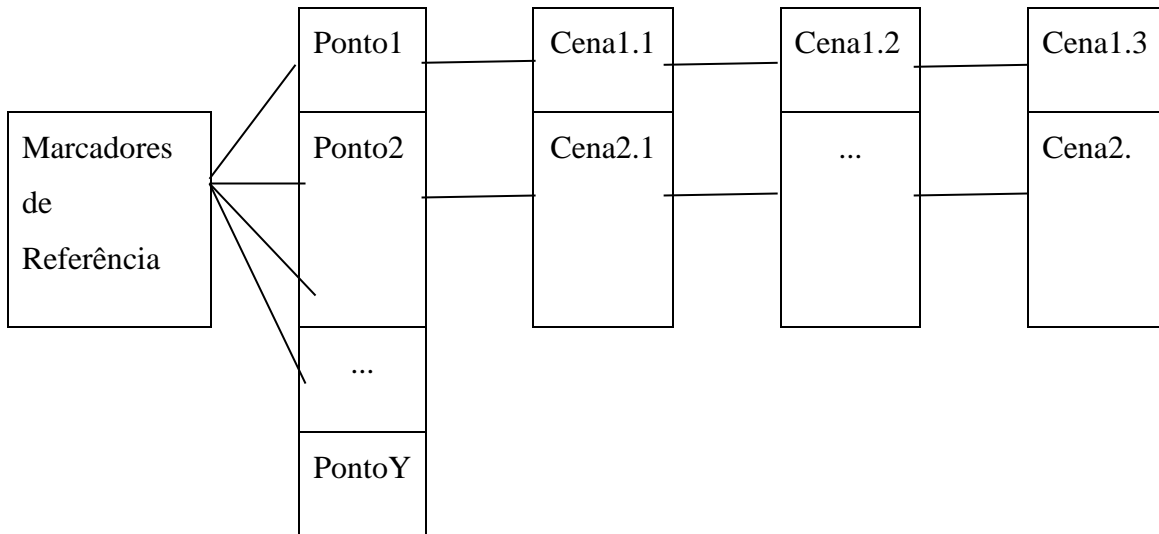 Ponto1 Cena1.1 Cena1.2 Cena1.3
Marcadores
de
Referência
Ponto2 Cena2.1 ... Cena2.
...
PontoY